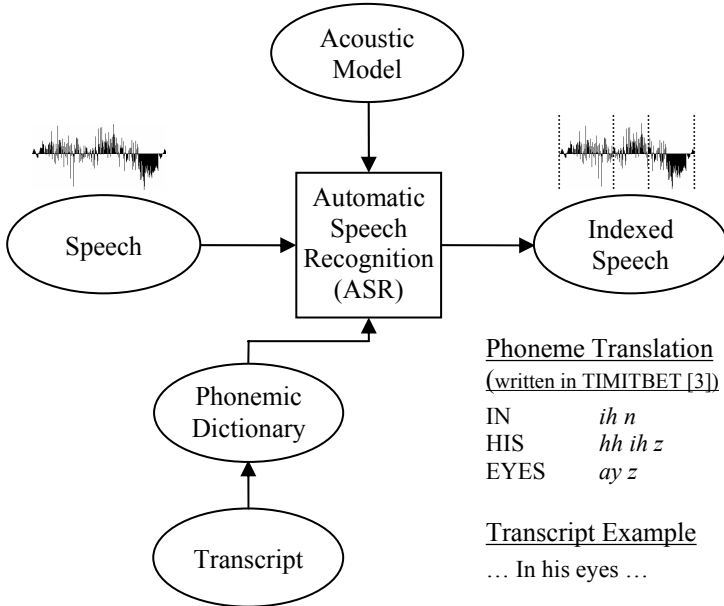 Acoustic
Model
Speech
Automatic
Speech
Recognition
(ASR)
Indexed
Speech
Phonemic
Dictionary
Transcript
Phoneme Translation
(written in TIMITBET [3])
IN ih n
HIS hh ih z
EYES ay z
Transcript Example
… In his eyes …